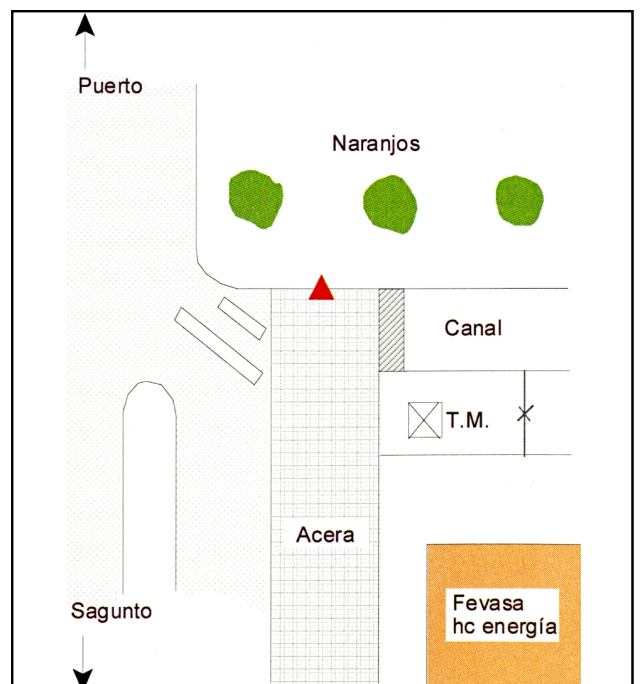 Puerto
Naranjos
Canal
T.M.
Acera
Fevasa
hc energía
Sagunto